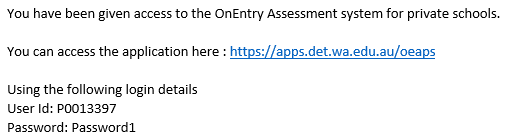 You have been given access to the OnEntry Assessment system for private schools.
You can access the application here : https://apps.det.wa.edu.au/oeaps
Using the following login details
User Id: P0013397
Password: Password1